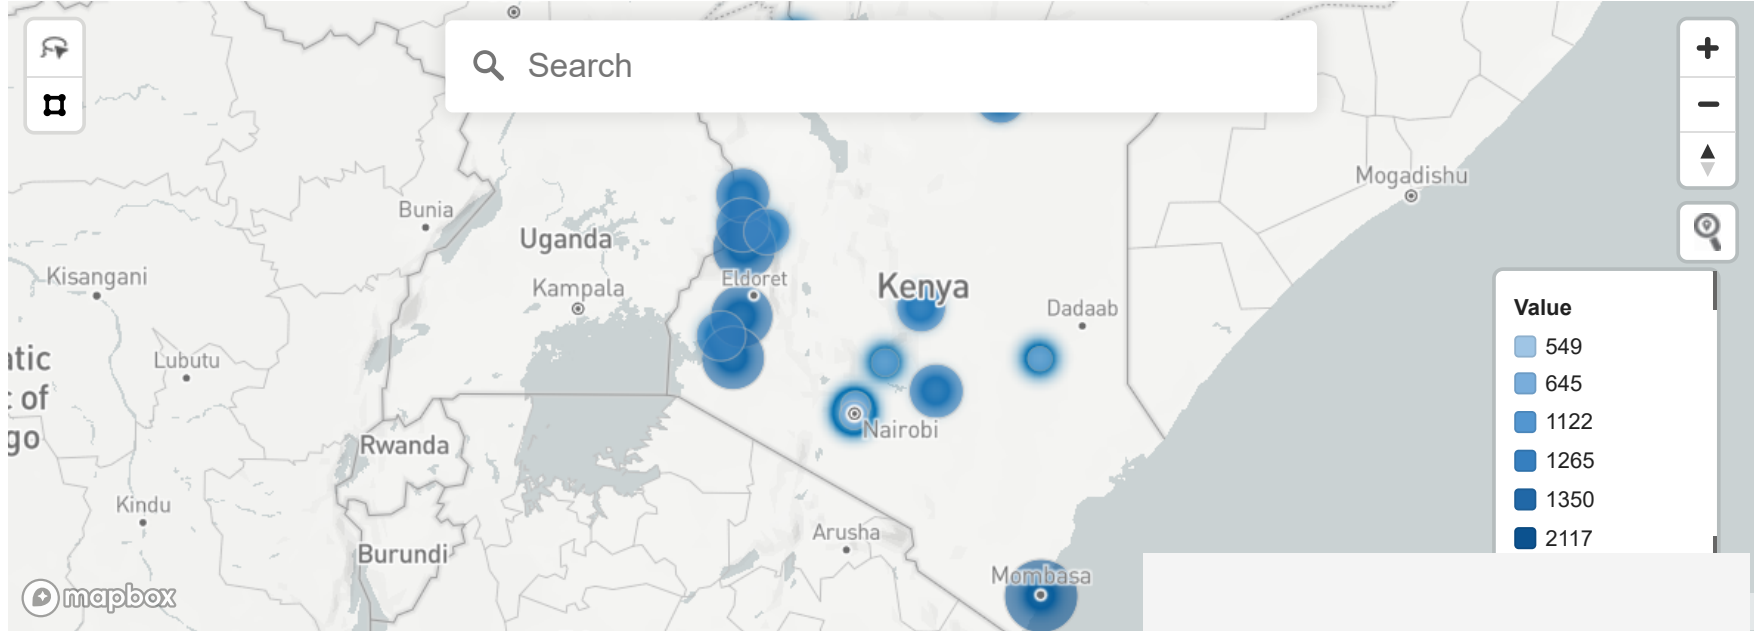 Search
Mogadishu
Bunia
Uganda
Kisangani
Kampala
Eldoret
Kenya
Dadaab
Value
549
645
1122
1265
1350
2117
atic
of
go
Lubutu
Nairobi
Rwanda
Kindu
Arusha
Burundi
Mombasa
mapbox